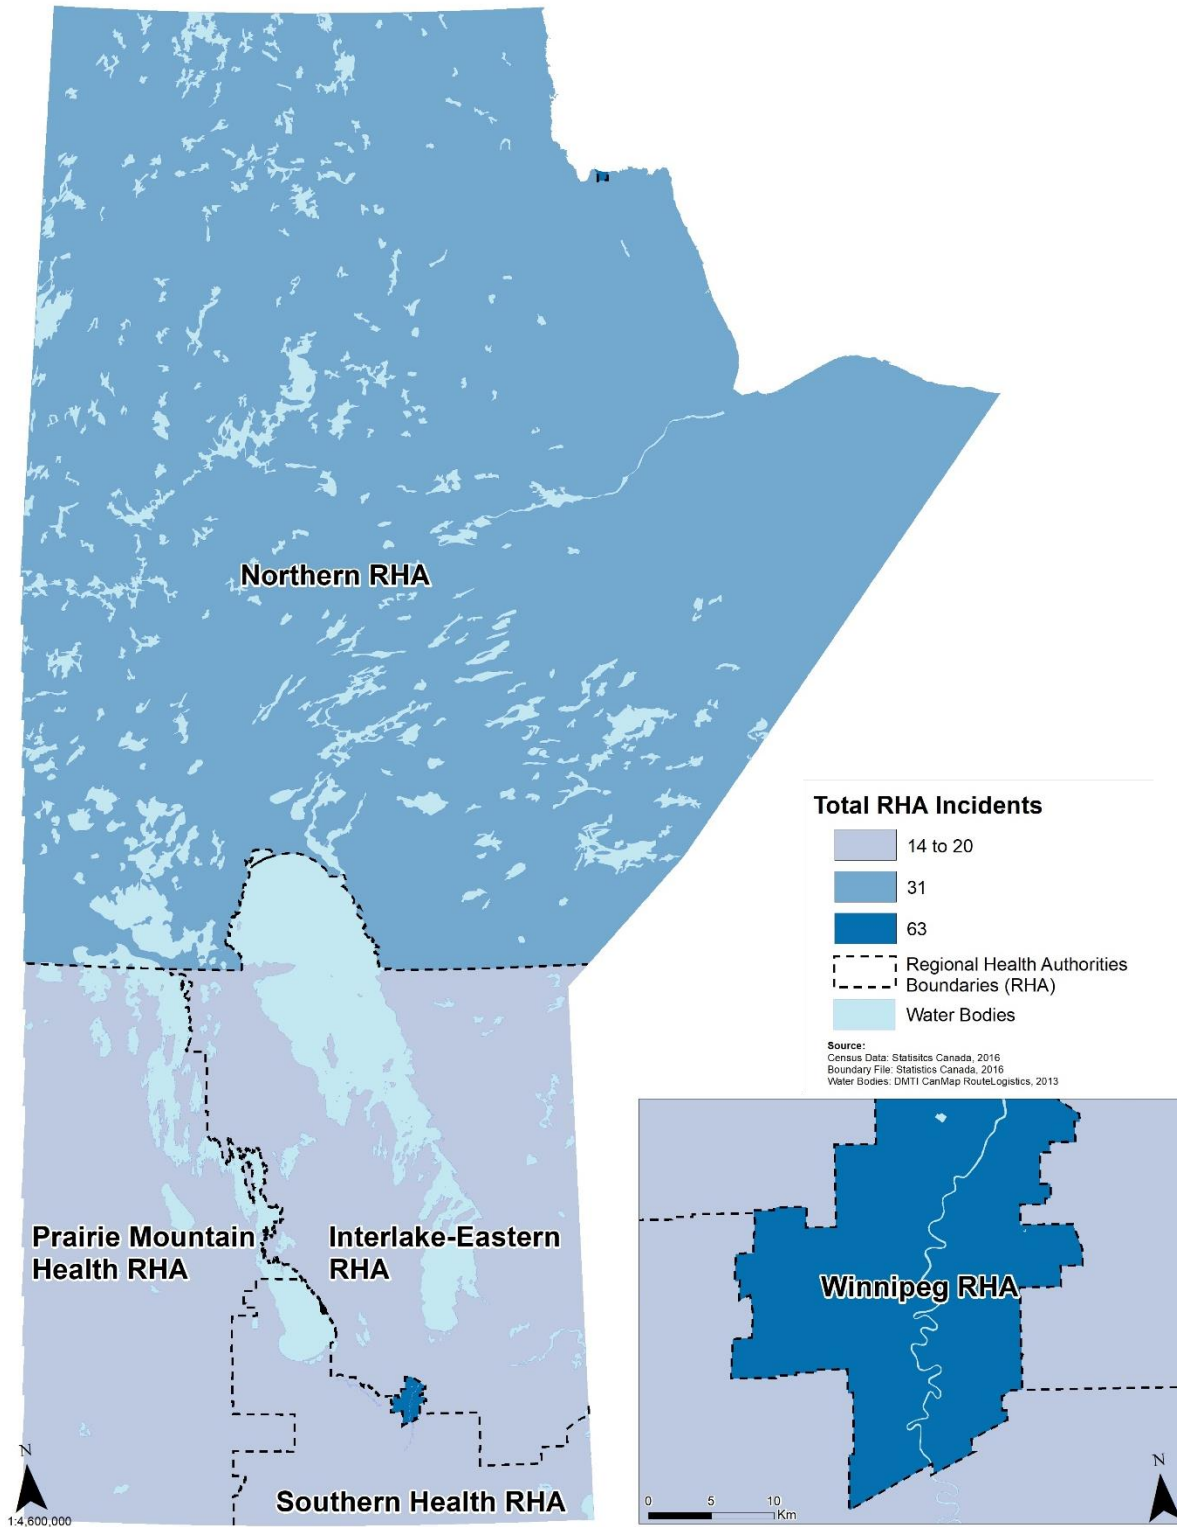 Northern RHA
Total RHA Incidents
14 to 20
31
63
Regional Health Authorities
Boundaries (RHA)
Water Bodies
Source:
Census Data: Statisitcs Canada, 2016
Boundary File: Statistics Canada, 2016
Water Bodies: DMTI CanMap RouteLogistics, 2013
Prairie Mountain
Health RHA
Interlake-Eastern
RHA
Winnipeg RHA
Southern Health RHA
N
1:4,600,000
0 5 10
Km
N